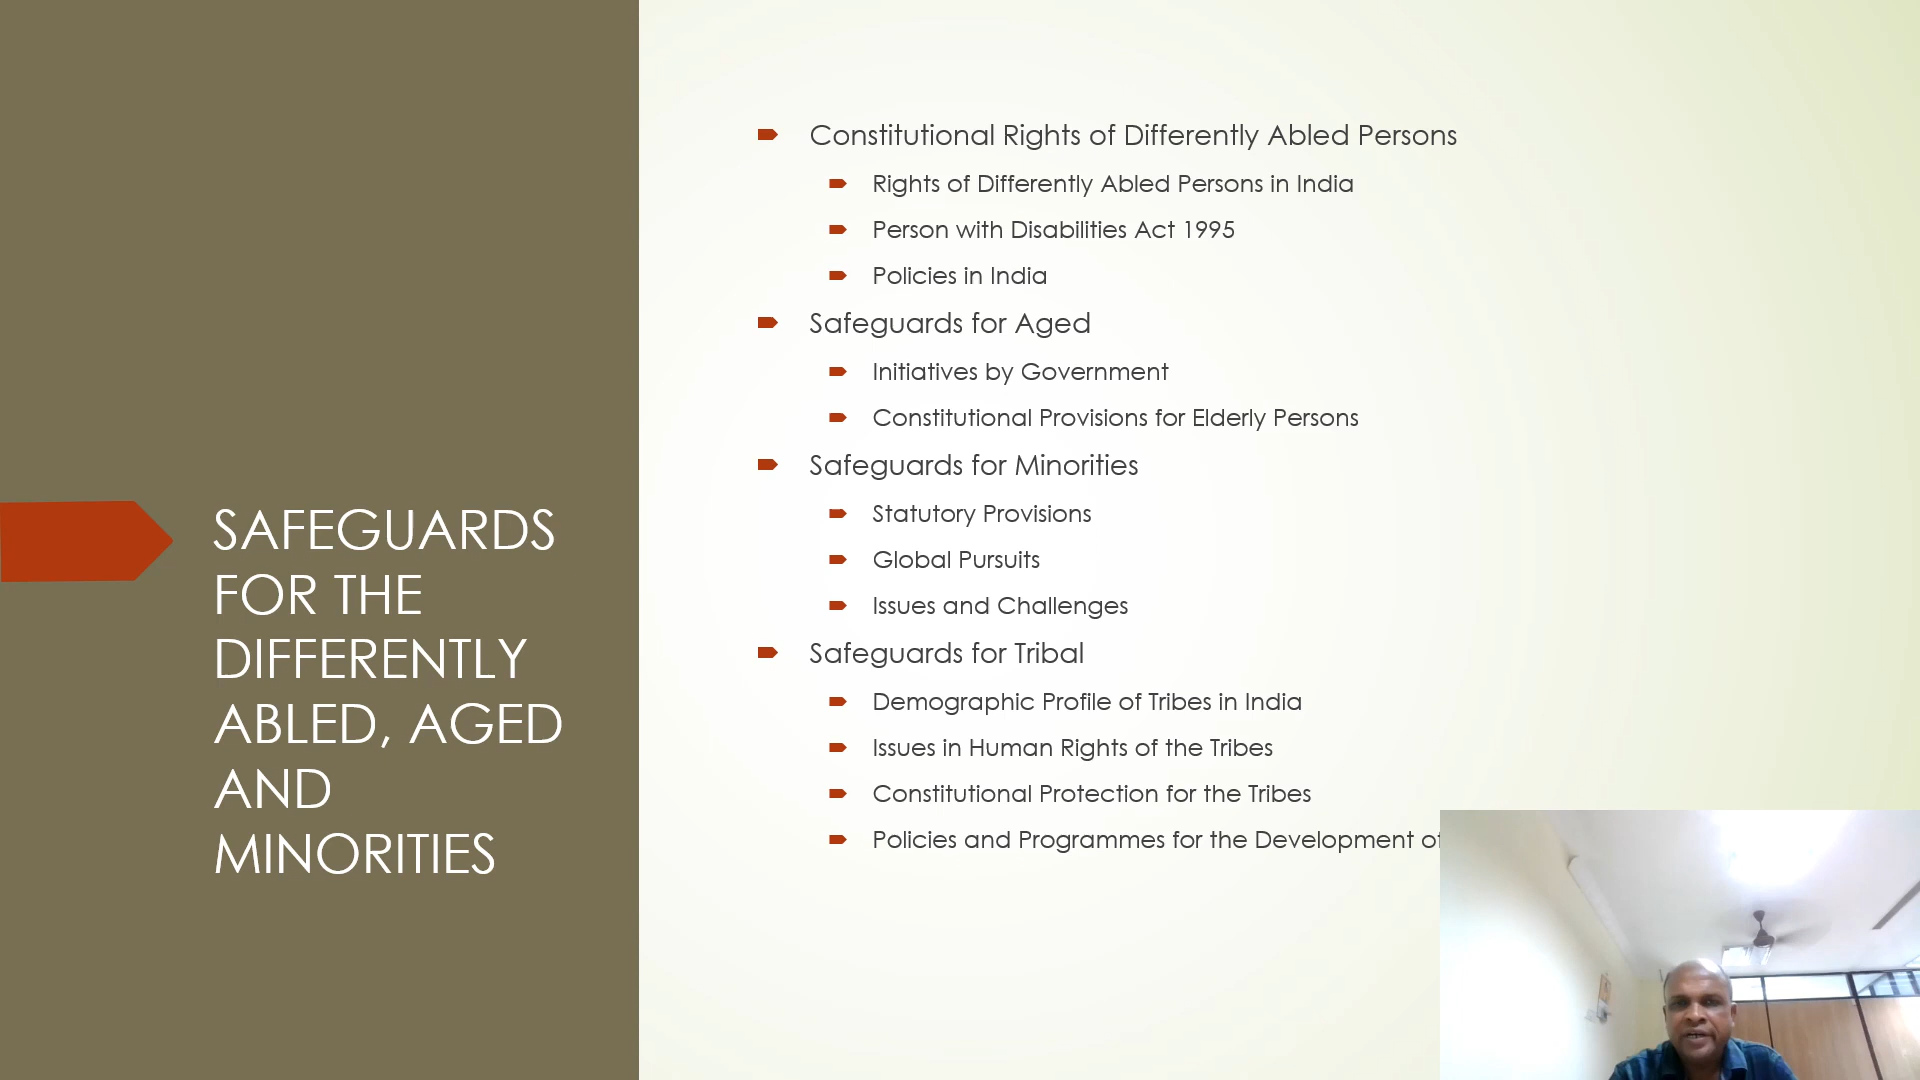 SAFEGUARDS
FOR THE
DIFFERENTLY
ABLED, AGED
AND
MINORITIES
Constitutional Rights of Differently Abled Persons
Rights of Differently Abled Persons in India
Person with Disabilities Act 1995
Policies in India
Safeguards for Aged
Initiatives by Government
Constitutional Provisions for Elderly Persons
Safeguards for Minorities
Statutory Provisions
Global Pursuits
Issues and Challenges
Safeguards for Tribal
Demographic Profile of Tribes in India
Issues in Human Rights of the Tribes
Constitutional Protection for the Tribes
Policies and Programmes for the Development of